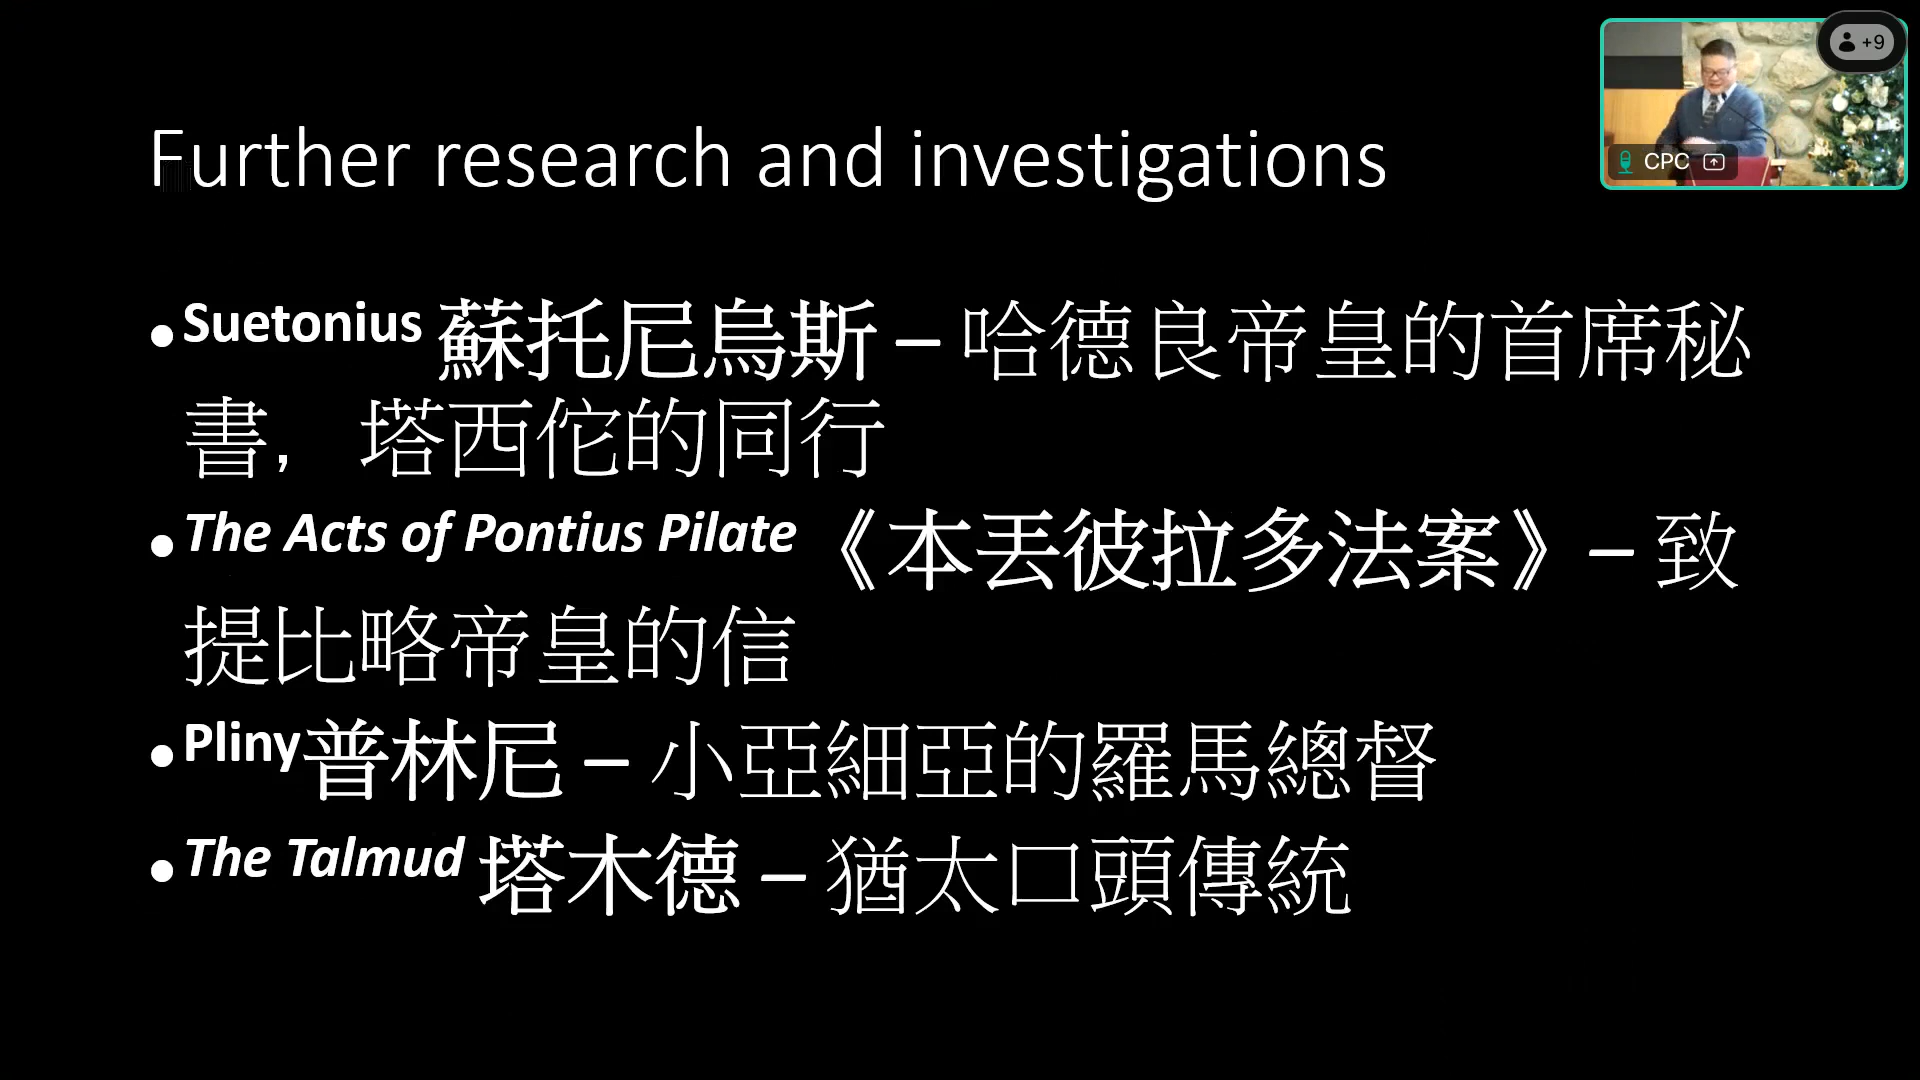 +9
CPC
Further research and investigations
• Suetonius 蘇托尼烏斯 – 哈德良帝皇的首席秘
書， 塔西佗的同行
• The Acts of Pontius Pilate 《本丟彼拉多法案》– 致
提比略帝皇的信
• Pliny普林尼 – 小亞細亞的羅馬總督
• The Talmud 塔木德 – 猶太口頭傳統